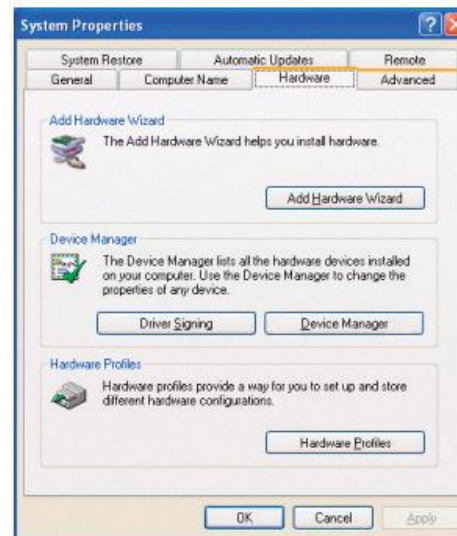 System Properties
System Restore Automatic Updates Remote
General Computer Name Hardware Advanced
Add Hardware Wizard
The Add Hardware Wizard helps you install hardware.
Add Hardware Wizard
Device Manager
The Device Manager lists all the hardware devices installed
on your computer. Use the Device Manager to change the
properties of any device.
Driver Signing Device Manager
Hardware Profiles
Hardware profiles provide a way for you to set up and store
different hardware configurations.
Hardware Profiles
OK Cancel Apply